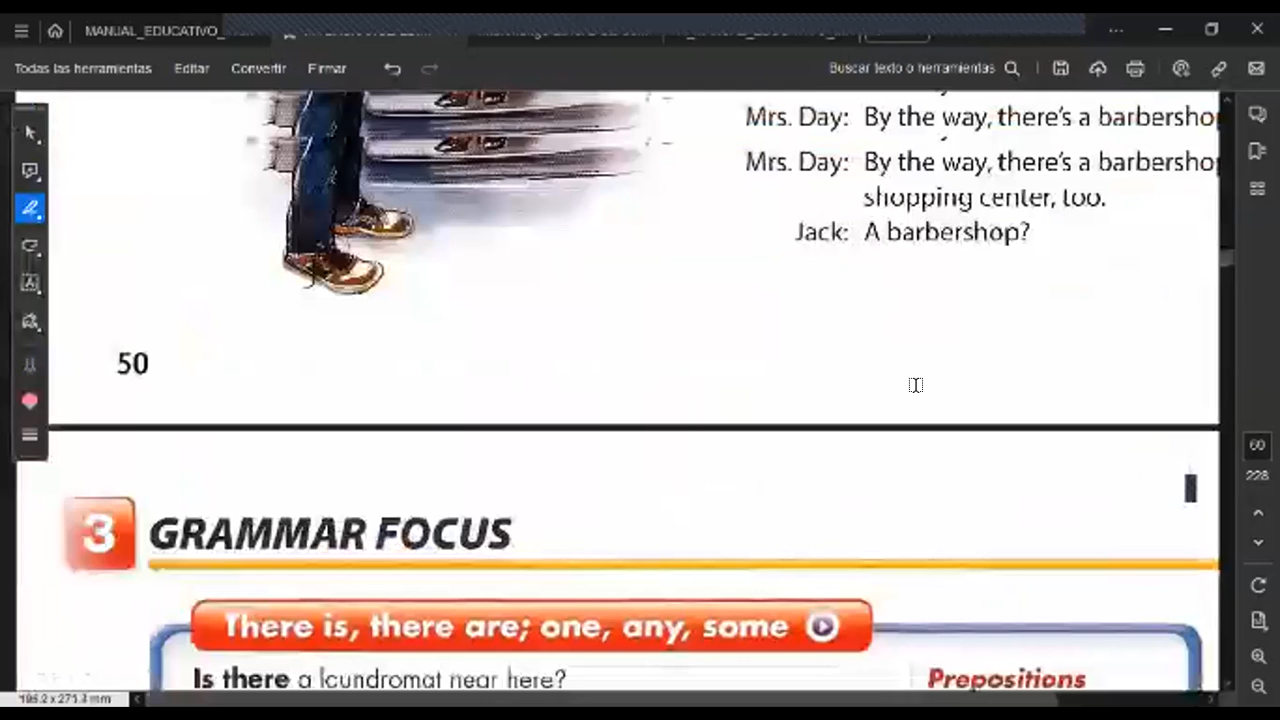 MANUAL_EDUCATIVO_
Todas las herramientas Editar Convertir Firmar Buscar texto o herramientas
Mrs. Day: By the way, there's a barbershop
Mrs. Day: By the way, there's a barbershop
shopping center, too.
Jack: A barbershop?
50
60
228
3 GRAMMAR FOCUS
There is, there are; one, any, some
Is there a laundromat near here? Prepositions